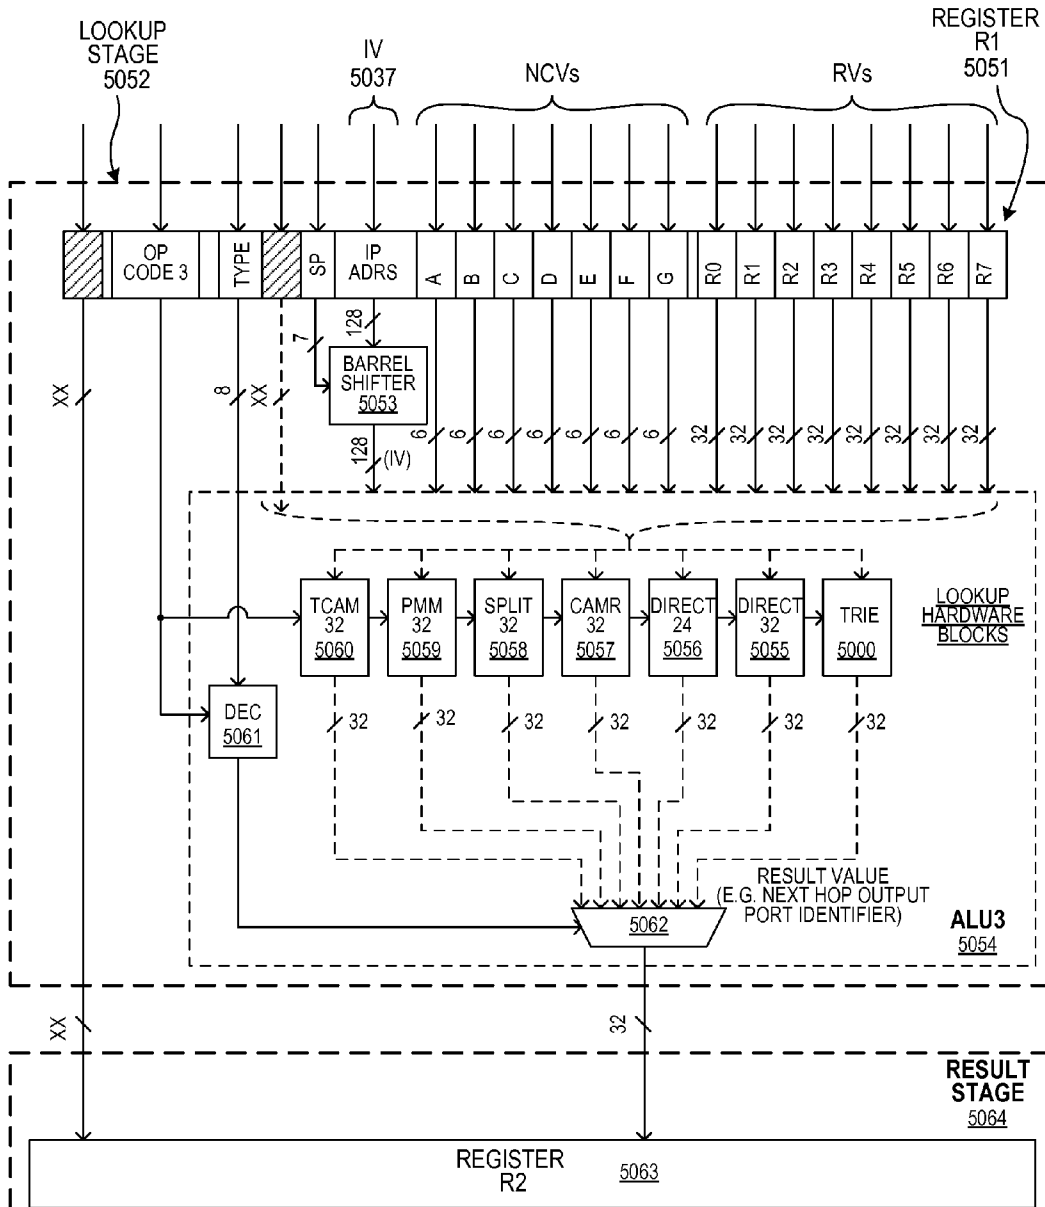 LOOKUP
STAGE
5052
IV
5037
NCVs
RVs
REGISTER
R1
5051
OP
CODE 3
TYPE
SP
IP
ADRS
A
B
C
D
E
F
G
R0
R1
R2
R3
R4
R5
R6
R7
XX
8
XX
7
128
BARREL
SHIFTER
5053
128
(IV)
6
6
6
6
6
6
6
32
32
32
32
32
32
32
32
TCAM
32
5060
PMM
32
5059
SPLIT
32
5058
CAMR
32
5057
DIRECT
24
5056
DIRECT
32
5055
TRIE
5000
LOOKUP
HARDWARE
BLOCKS
DEC
5061
32
32
32
32
32
32
32
RESULT VALUE
(E.G. NEXT HOP OUTPUT
PORT IDENTIFIER)
5062
ALU3
5054
XX
32
RESULT
STAGE
5064
REGISTER
R2
5063